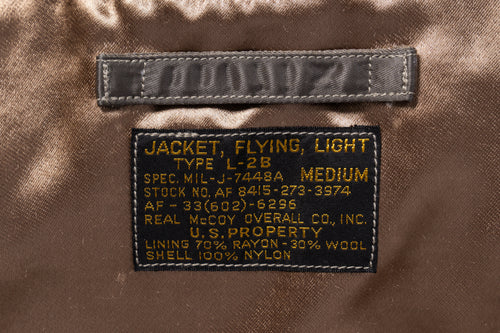 JACKET, FLYING, LIGHT
TYPE L-2B
SPEC. MIL-J-7448A MEDIUM
STOCK NO. AF 8415-273-3974
AF-33(602)-6296
REAL McCOY OVERALL CO., INC.
U.S. PROPERTY
LINING 70% RAYON-30% WOOL
SHELL 100% NYLON